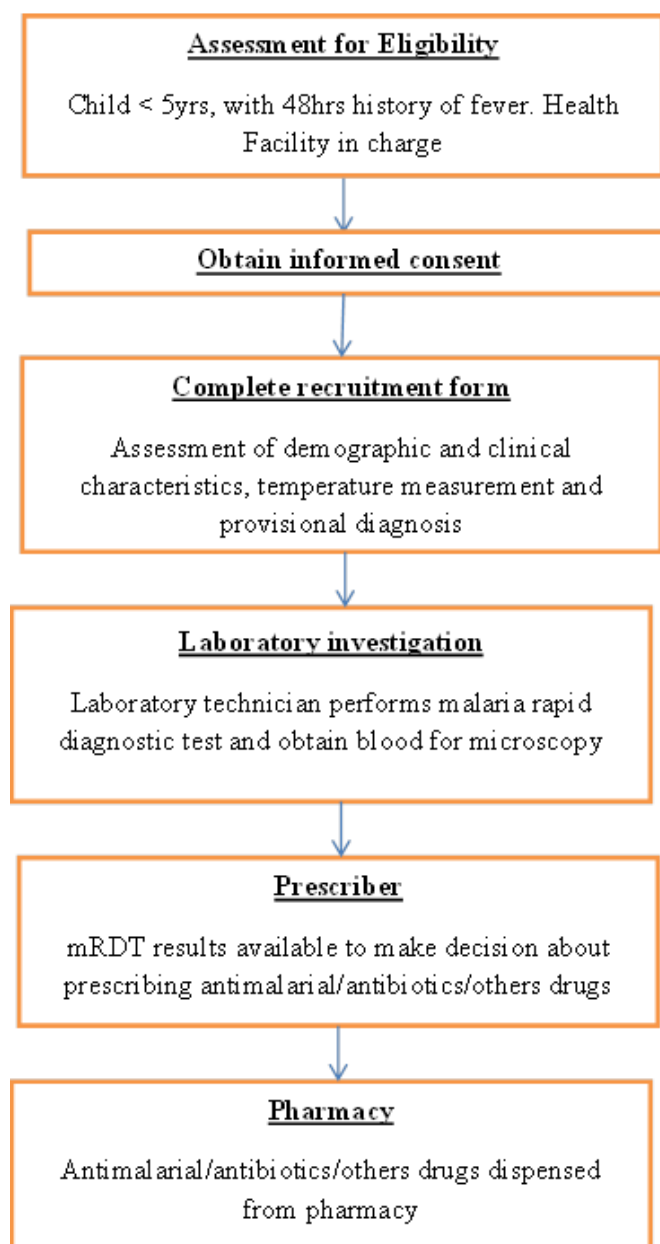 Assessment for Eligibility
Child < 5yrs, with 48hrs history of fever. Health
Facility in charge
Obtain informed consent
Complete recruitment form
Assessment of demographic and clinical
characteristics, temperature measurement and
provisional diagnosis
Laboratory investigation
Laboratory technician performs malaria rapid
diagnostic test and obtain blood for microscopy
Prescriber
mRDT results available to make decision about
prescribing antimalarial/antibiotics/others drugs
Pharmacy
Antimalarial/antibiotics/others drugs dispensed
from pharmacy